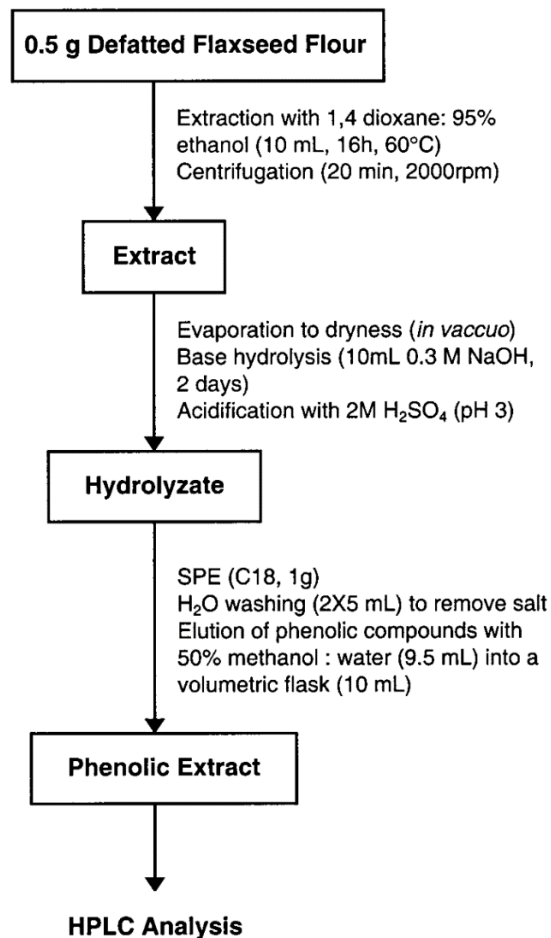 0.5 g Defatted Flaxseed Flour
Extraction with 1,4 dioxane: 95%
ethanol (10 mL, 16h, 60°C)
Centrifugation (20 min, 2000rpm)
Extract
Evaporation to dryness (in vaccuo)
Base hydrolysis (10mL 0.3 M NaOH,
2 days)
Acidification with 2M H₂SO₄ (pH 3)
Hydrolyzate
SPE (C18, 1g)
H₂O washing (2X5 mL) to remove salt
Elution of phenolic compounds with
50% methanol : water (9.5 mL) into a
volumetric flask (10 mL)
Phenolic Extract
HPLC Analysis